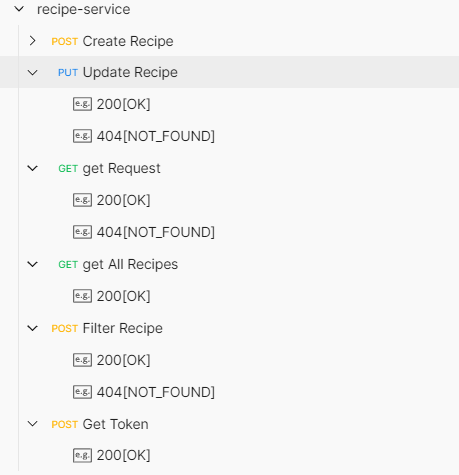 recipe-service
POST Create Recipe
PUT Update Recipe
e.g. 200[OK]
e.g. 404[NOT_FOUND]
GET get Request
e.g. 200[OK]
e.g. 404[NOT_FOUND]
GET get All Recipes
e.g. 200[OK]
POST Filter Recipe
e.g. 200[OK]
e.g. 404[NOT_FOUND]
POST Get Token
e.g. 200[OK]